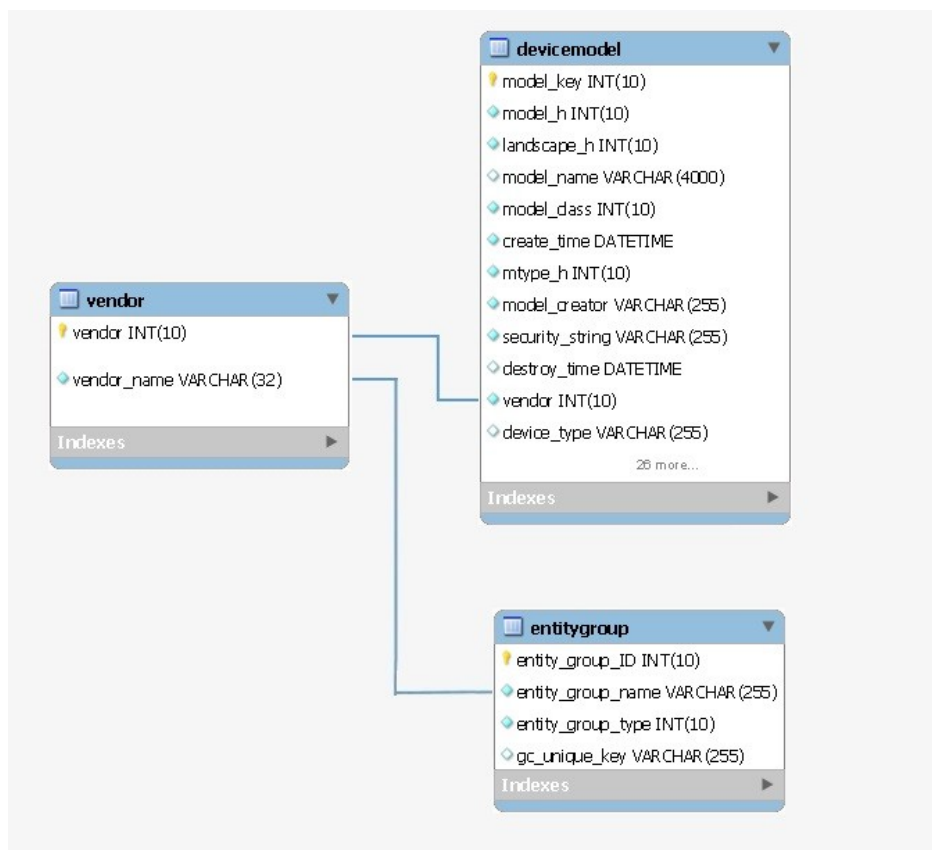 devicemodel
model_key INT(10)
model_h INT(10)
landscape_h INT(10)
model_name VARCHAR(4000)
model_class INT(10)
create_time DATETIME
mtype_h INT(10)
model_creator VARCHAR(255)
security_string VARCHAR(255)
destroy_time DATETIME
vendor INT(10)
device_type VARCHAR(255)
26 more...
Indexes
vendor
vendor INT(10)
vendor_name VARCHAR(32)
Indexes
entitygroup
entity_group_ID INT(10)
entity_group_name VARCHAR(255)
entity_group_type INT(10)
gc_unique_key VARCHAR(255)
Indexes